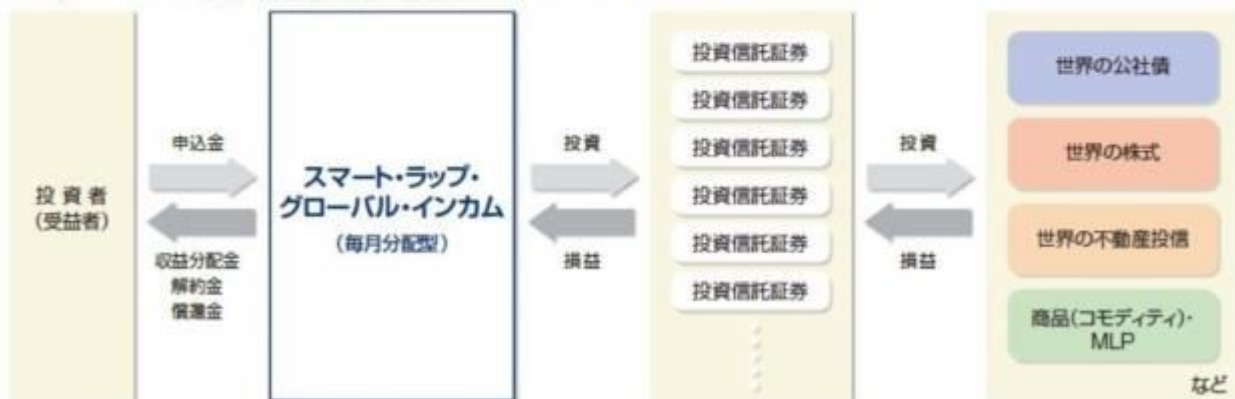 投資者
(受益者)
申込金
収益分配金
解約金
償還金
スマート・ラップ・
グローバル・インカム
(毎月分配型)
投資
損益
投資信託証券
投資信託証券
投資信託証券
投資信託証券
投資信託証券
投資信託証券
投資
損益
世界の公社債
世界の株式
世界の不動産投信
商品(コモディティ)・
MLP
など